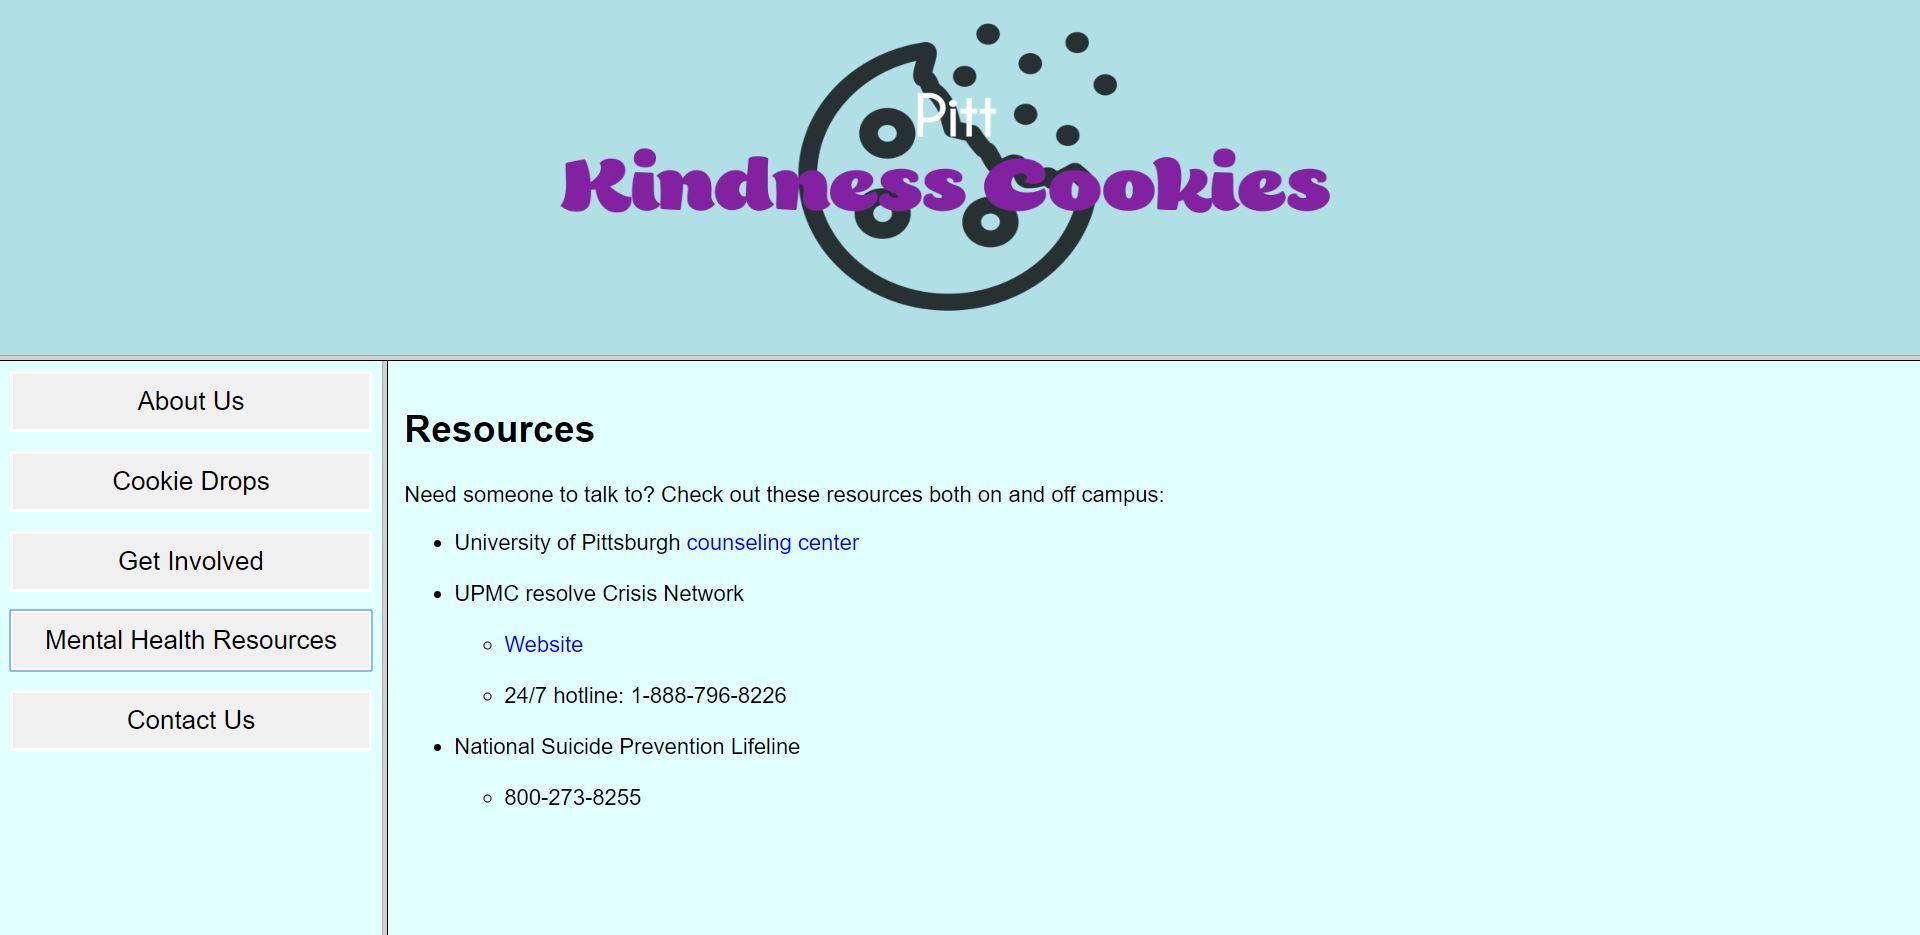 Pitt
Kindness Cookies
About Us
Cookie Drops
Get Involved
Mental Health Resources
Contact Us
Resources
Need someone to talk to? Check out these resources both on and off campus:
University of Pittsburgh counseling center
UPMC resolve Crisis Network
Website
24/7 hotline: 1-888-796-8226
National Suicide Prevention Lifeline
800-273-8255